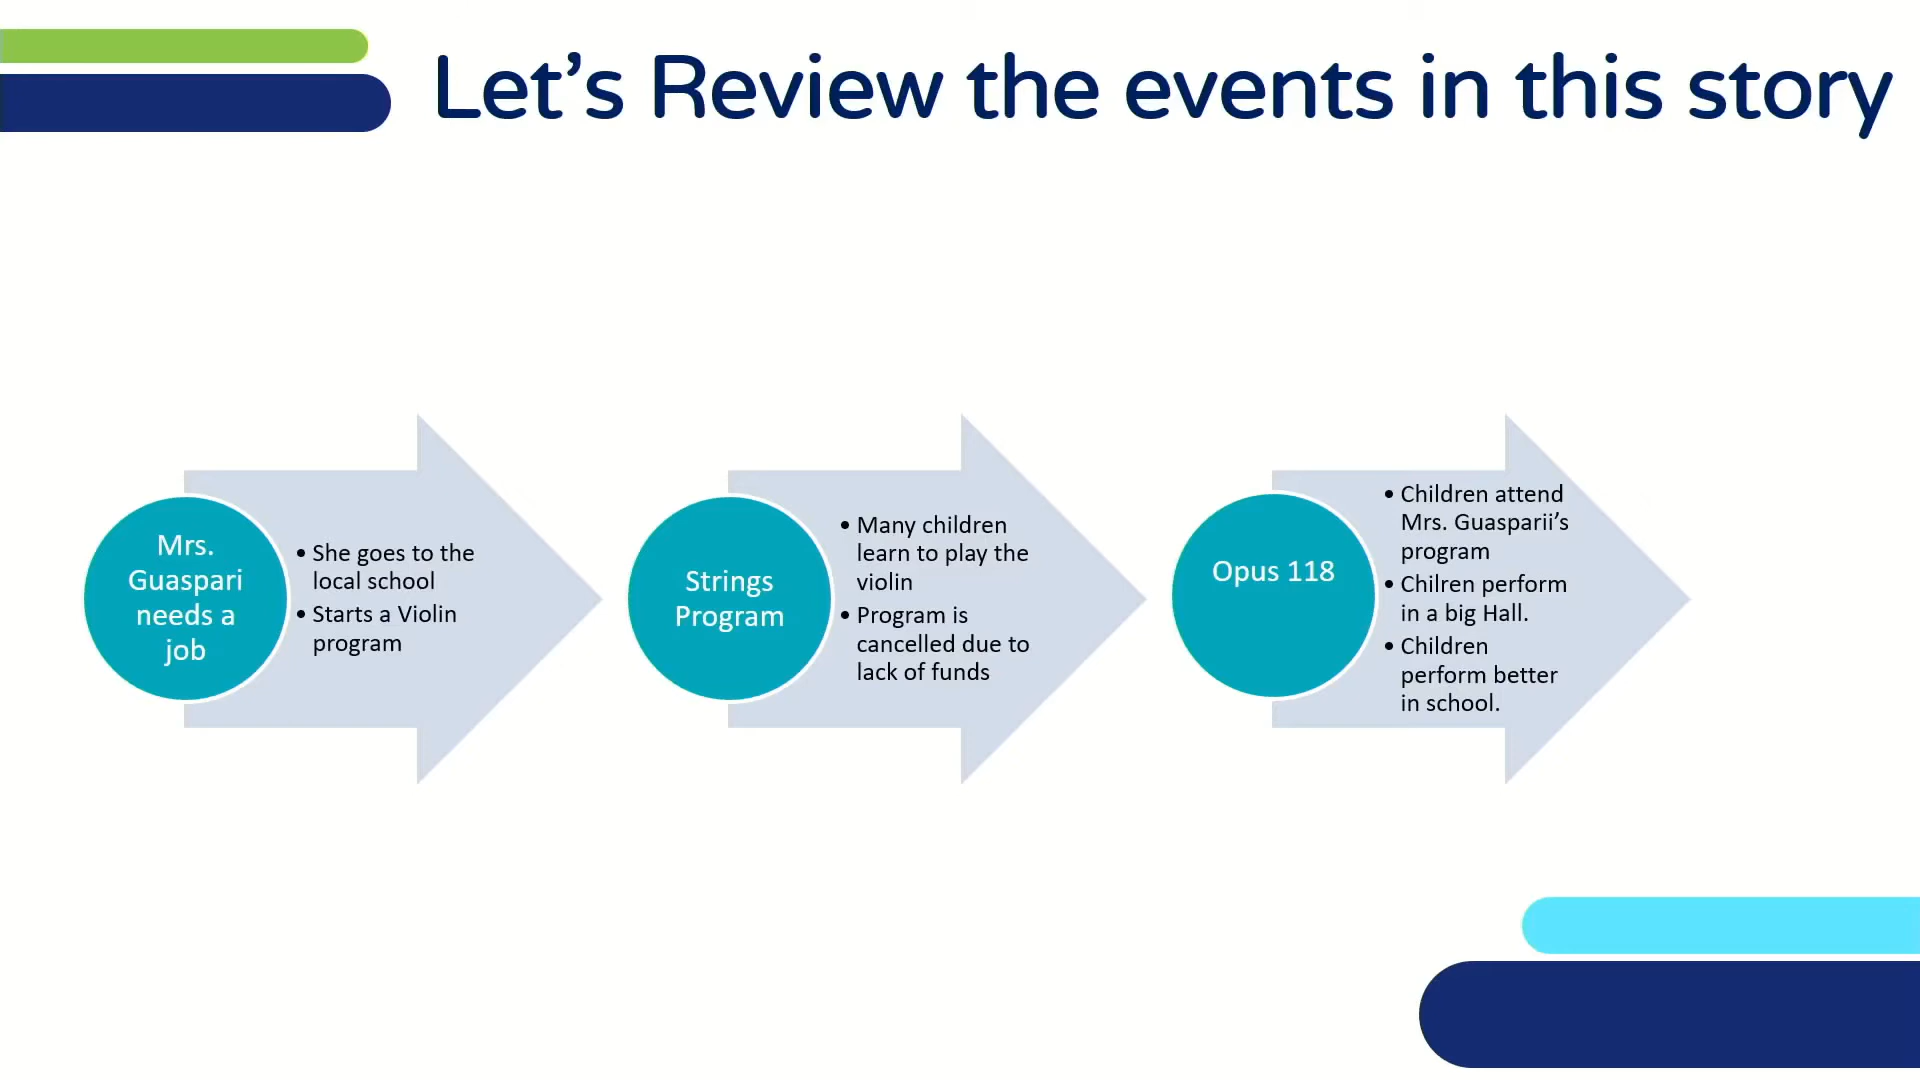 Let’s Review the events in this story
Mrs.
Guaspari
needs a
job
• She goes to the
local school
• Starts a Violin
program
Strings
Program
• Many children
learn to play the
violin
• Program is
cancelled due to
lack of funds
Opus 118
• Children attend
Mrs. Guasparii’s
program
• Chilren perform
in a big Hall.
• Children
perform better
in school.